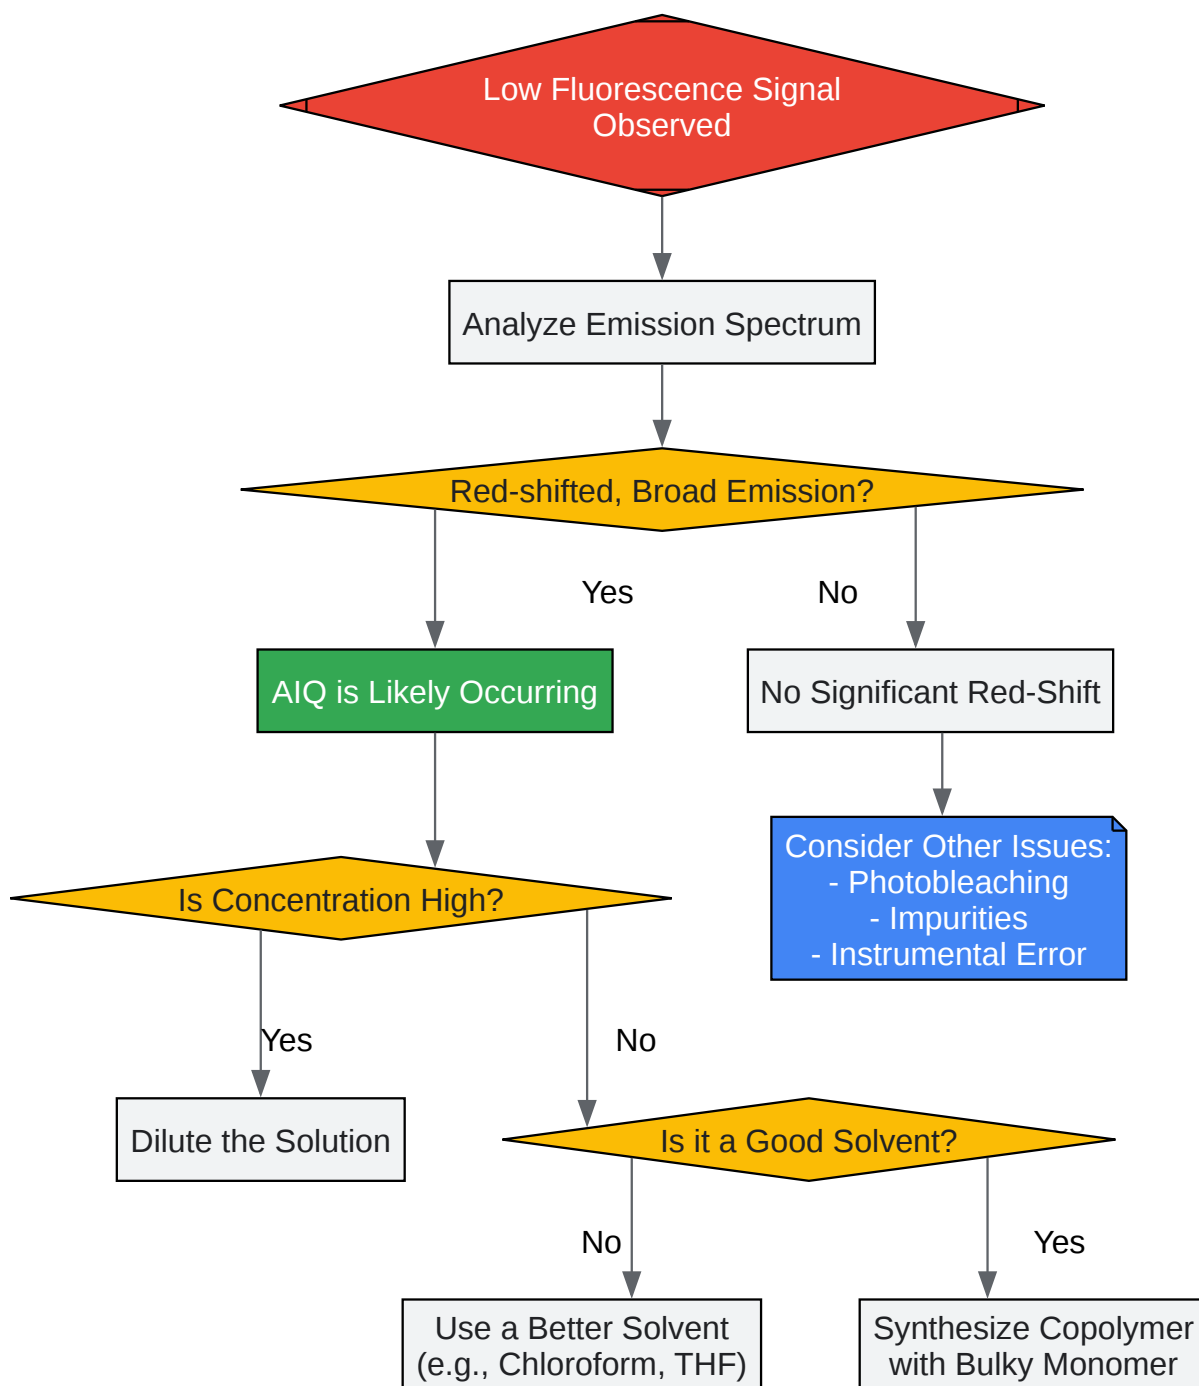 Low Fluorescence Signal
Observed
Analyze Emission Spectrum
Red-shifted, Broad Emission?
Yes
No
AIQ is Likely Occurring
No Significant Red-Shift
Consider Other Issues:
- Photobleaching
- Impurities
- Instrumental Error
Is Concentration High?
Yes
No
Dilute the Solution
Is it a Good Solvent?
No
Yes
Use a Better Solvent
(e.g., Chloroform, THF)
Synthesize Copolymer
with Bulky Monomer